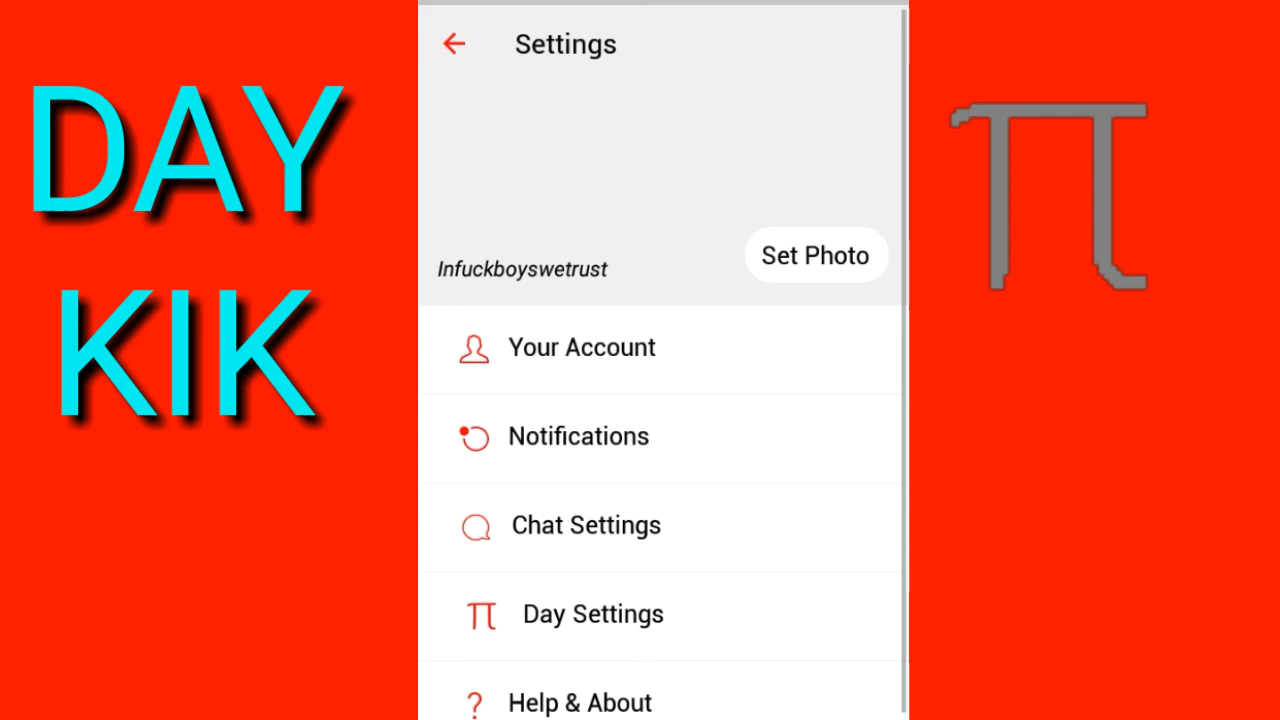 DAY
KIK
Settings
Infuckboyswetrust
Set Photo
Your Account
Notifications
Chat Settings
Day Settings
Help & About
π